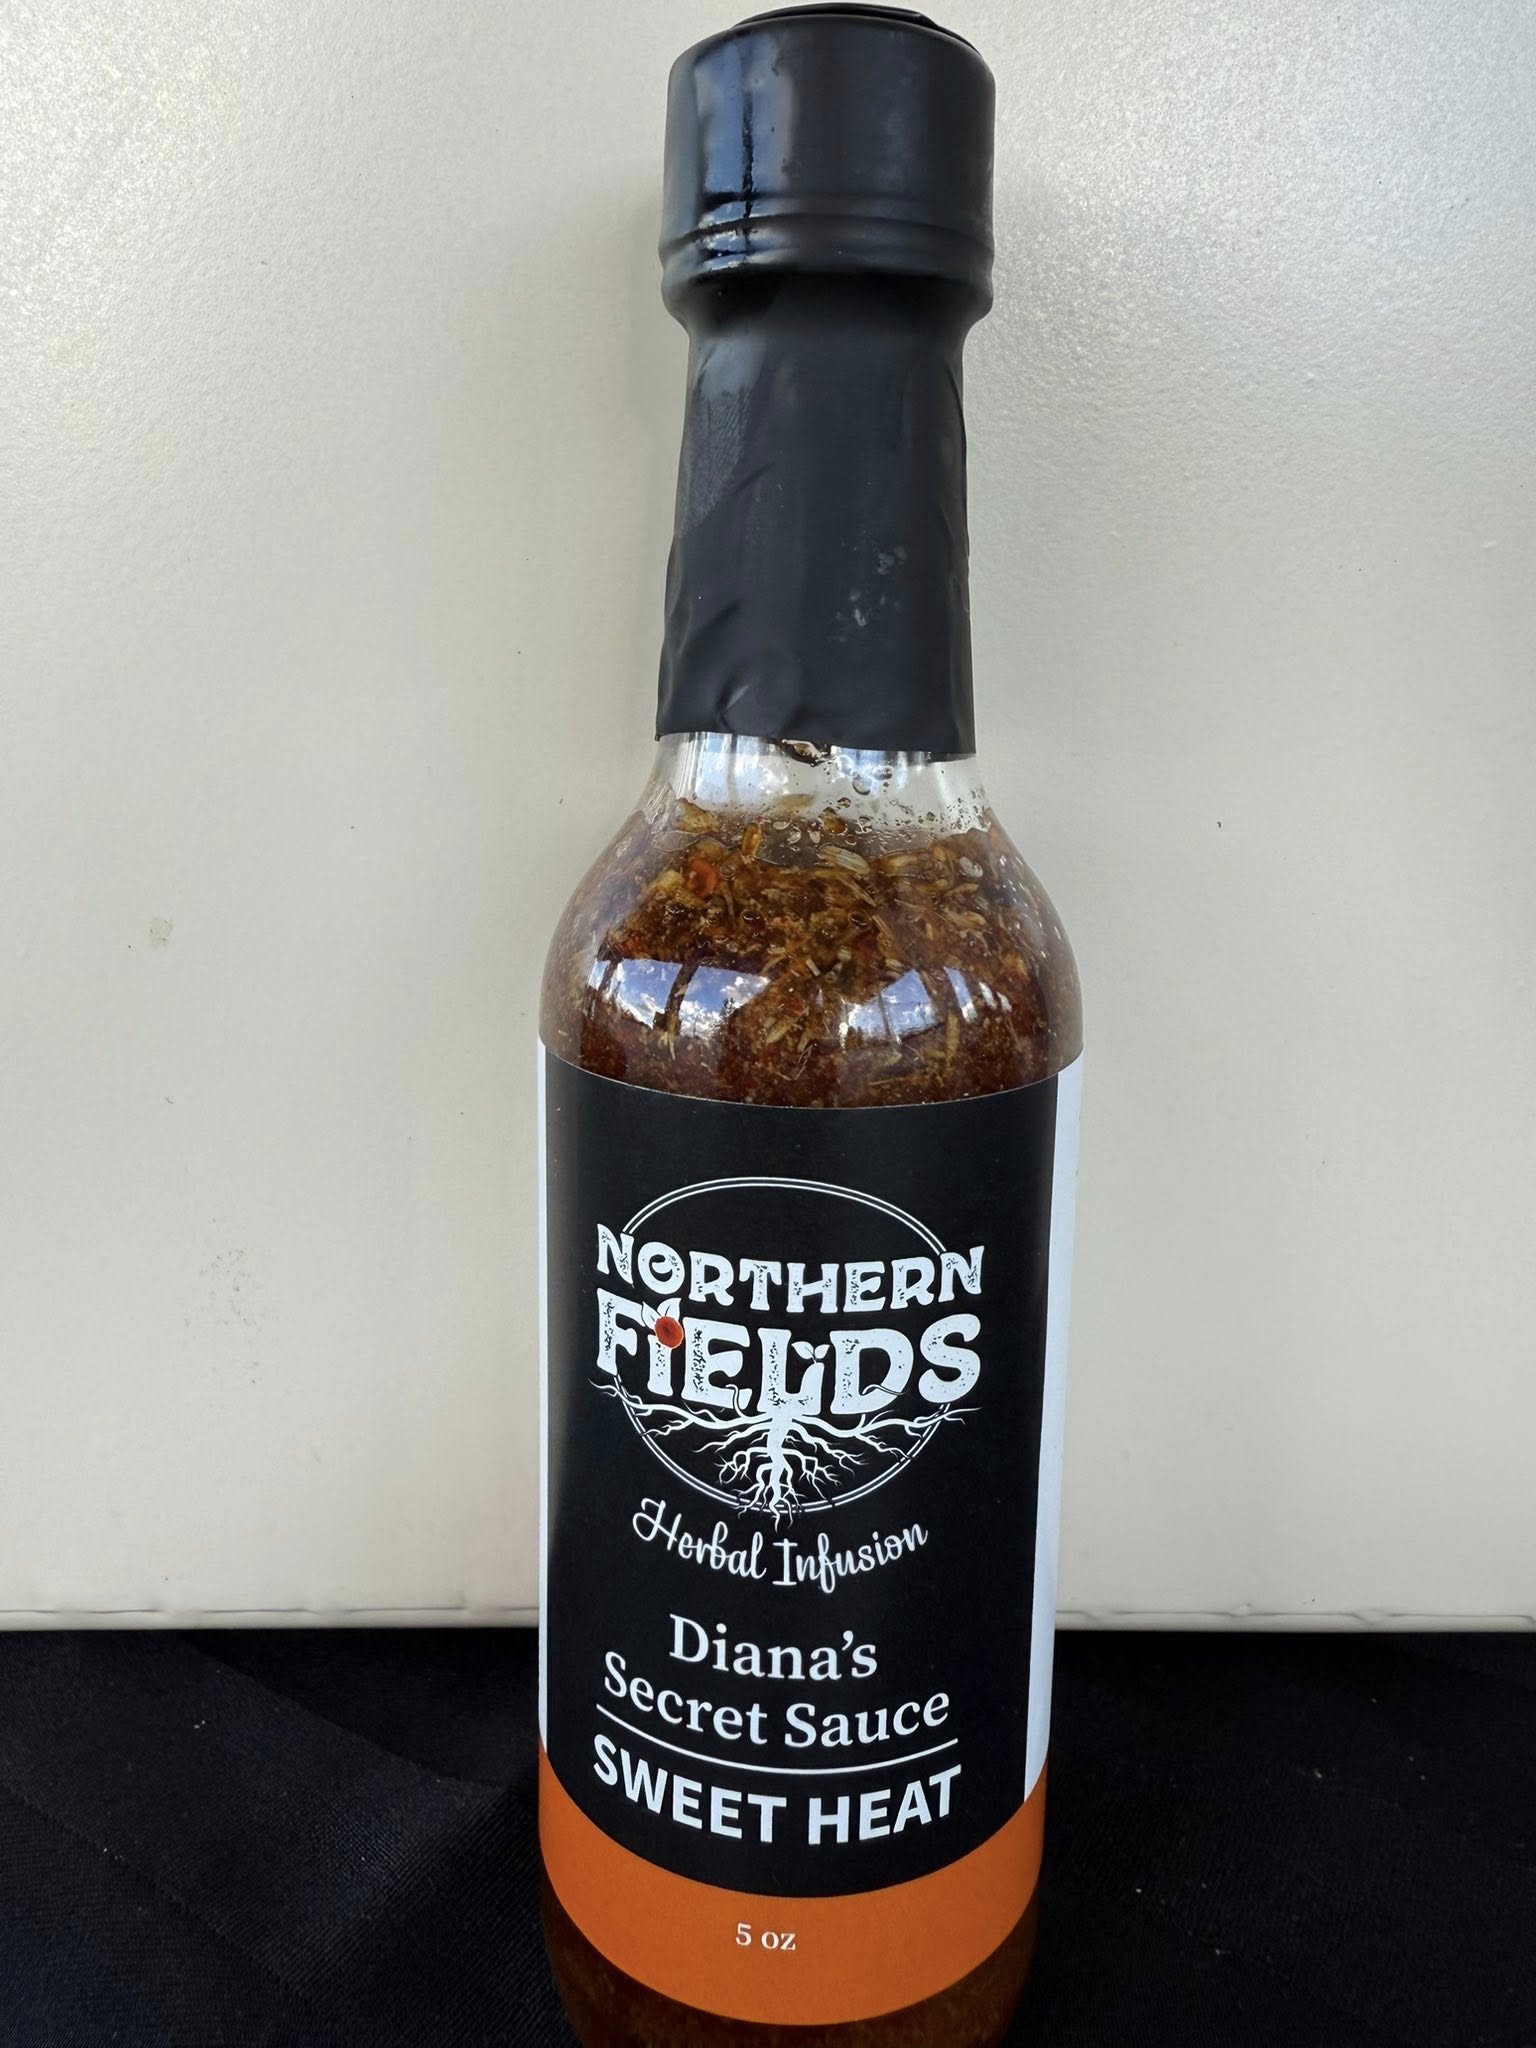 NORTHERN
FIELDS
Herbal Infusion
Diana's
Secret Sauce
SWEET HEAT
5 oz